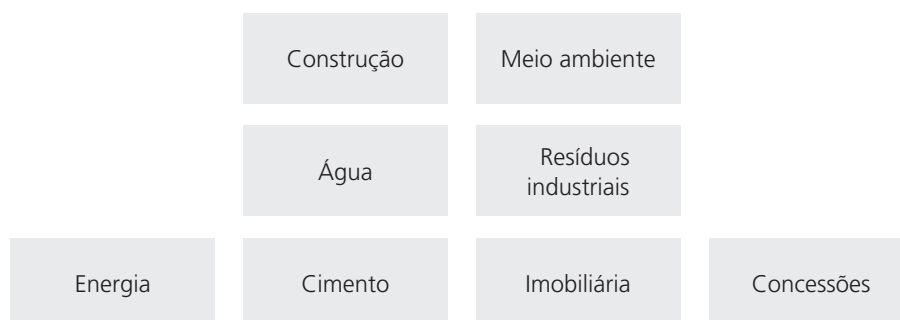 Construção
Meio ambiente
Água
Resíduos
industriais
Energia
Cimento
Imobiliária
Concessões